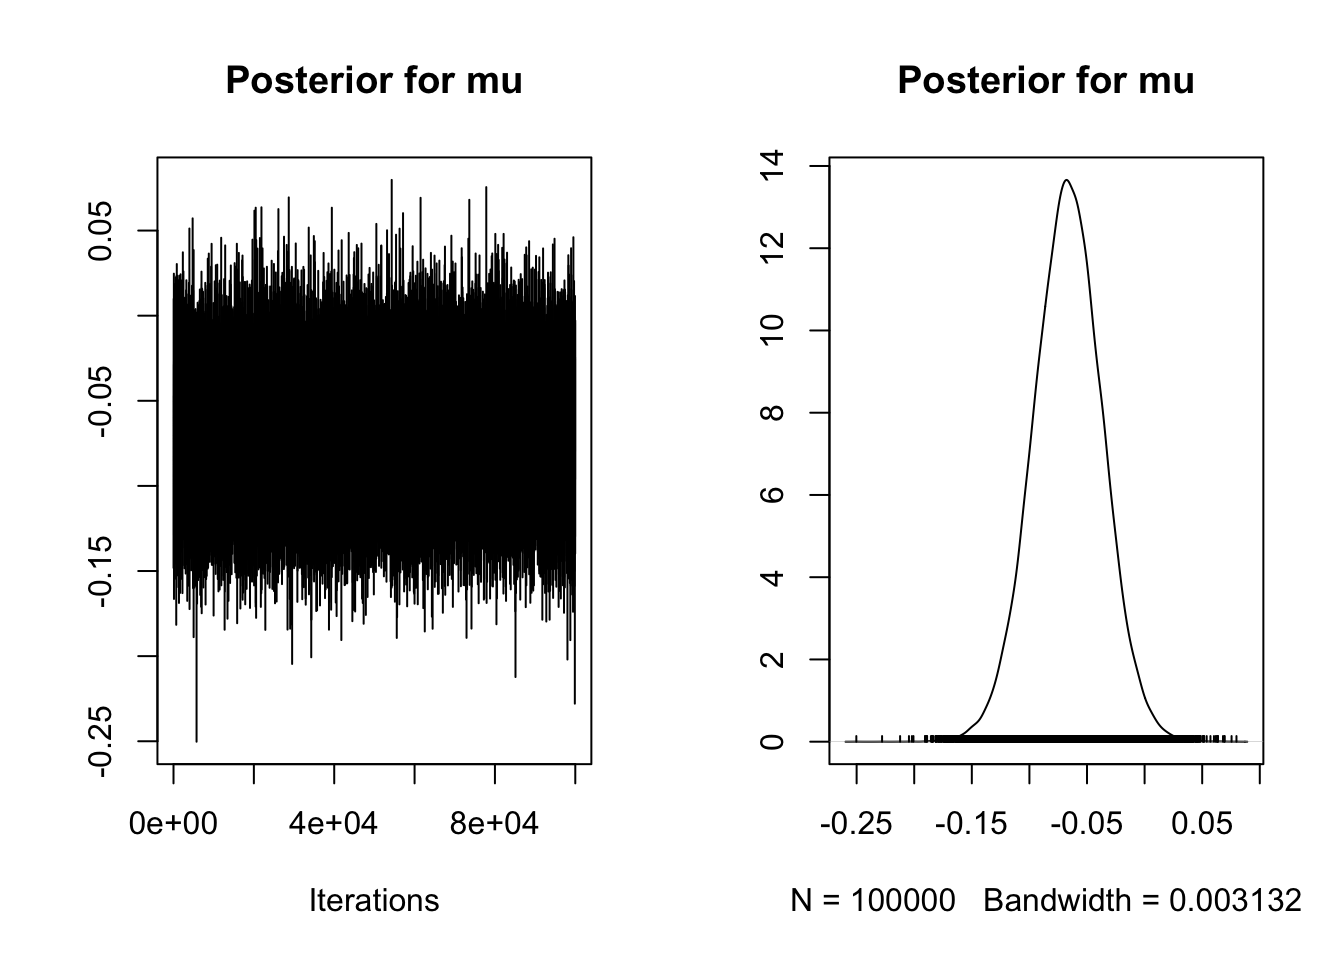 Posterior for mu
0.05
-0.05
-0.15
-0.25
0e+00 4e+04 8e+04
Iterations
Posterior for mu
14
12
10
8
6
4
2
0
-0.25 -0.15 -0.05 0.05
N = 100000 Bandwidth = 0.003132